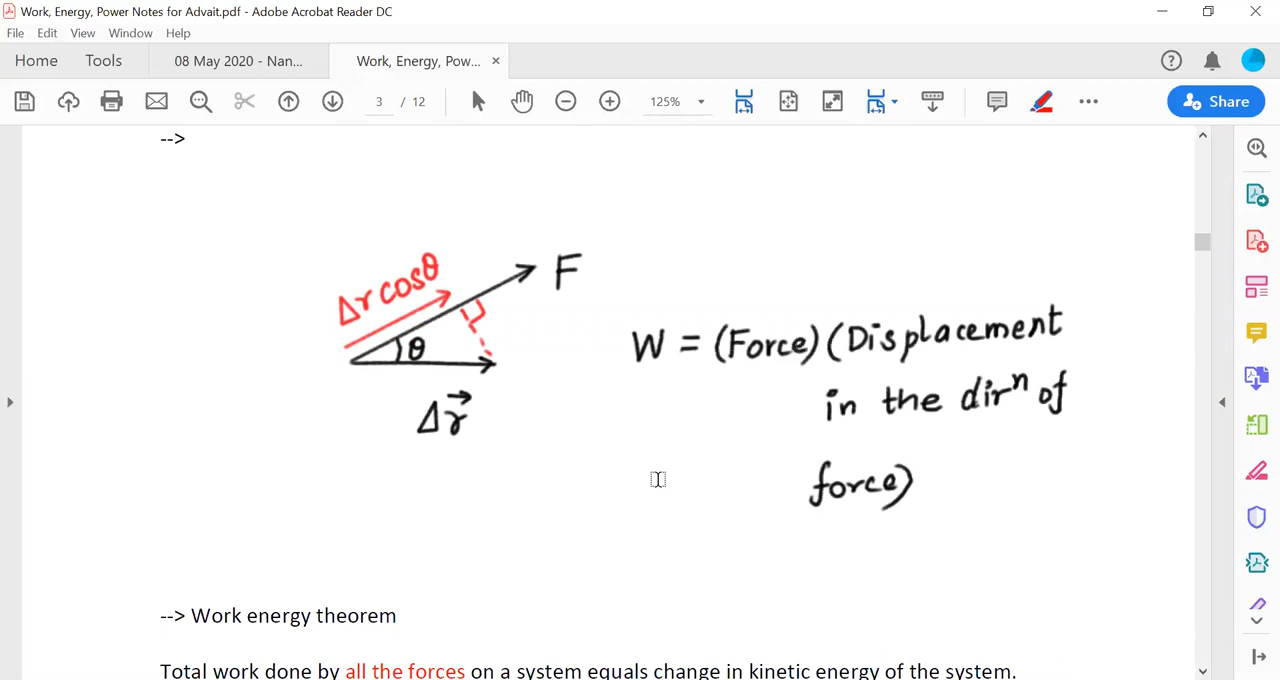 Work, Energy, Power Notes for Advait.pdf - Adobe Acrobat Reader DC
File Edit View Window Help
Home Tools 08 May 2020 - Nan... Work, Energy, Pow... ×
3 / 12 125% Share
-->
Δr cosθ
F
θ
Δr⃗
W = (Force) (Displacement
in the dirⁿ of
force)
--> Work energy theorem
Total work done by all the forces on a system equals change in kinetic energy of the system.